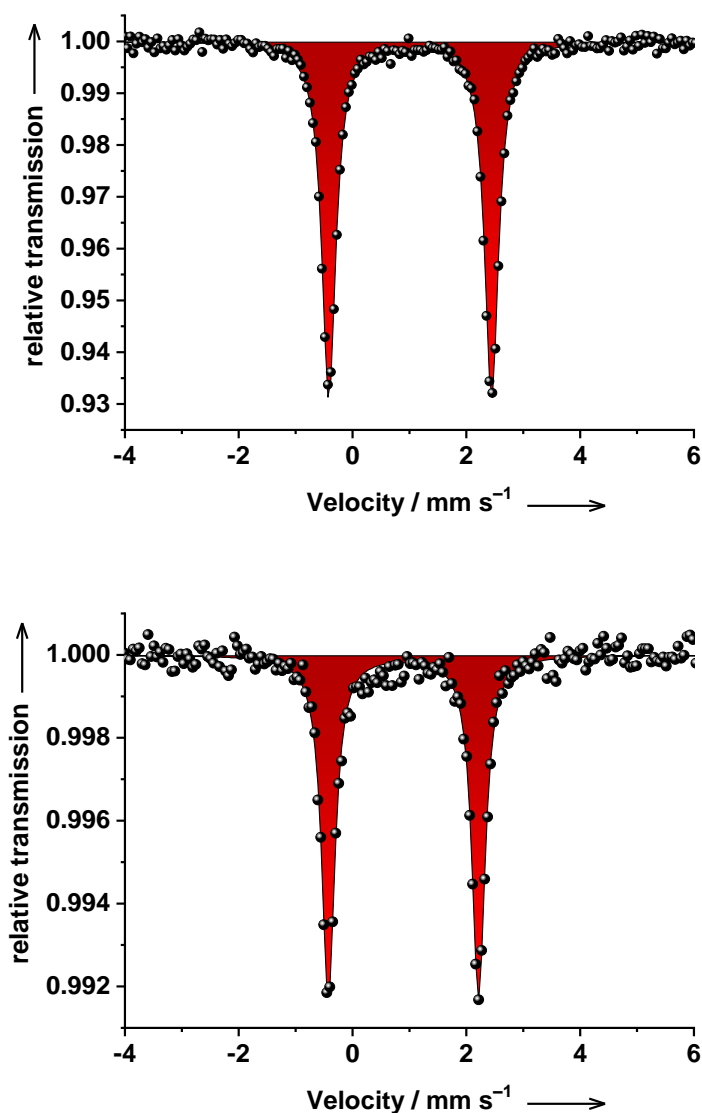 relative transmission
1.00
0.99
0.98
0.97
0.96
0.95
0.94
0.93
-4 -2 0 2 4 6
Velocity / mm s⁻¹
relative transmission
1.000
0.998
0.996
0.994
0.992
-4 -2 0 2 4 6
Velocity / mm s⁻¹